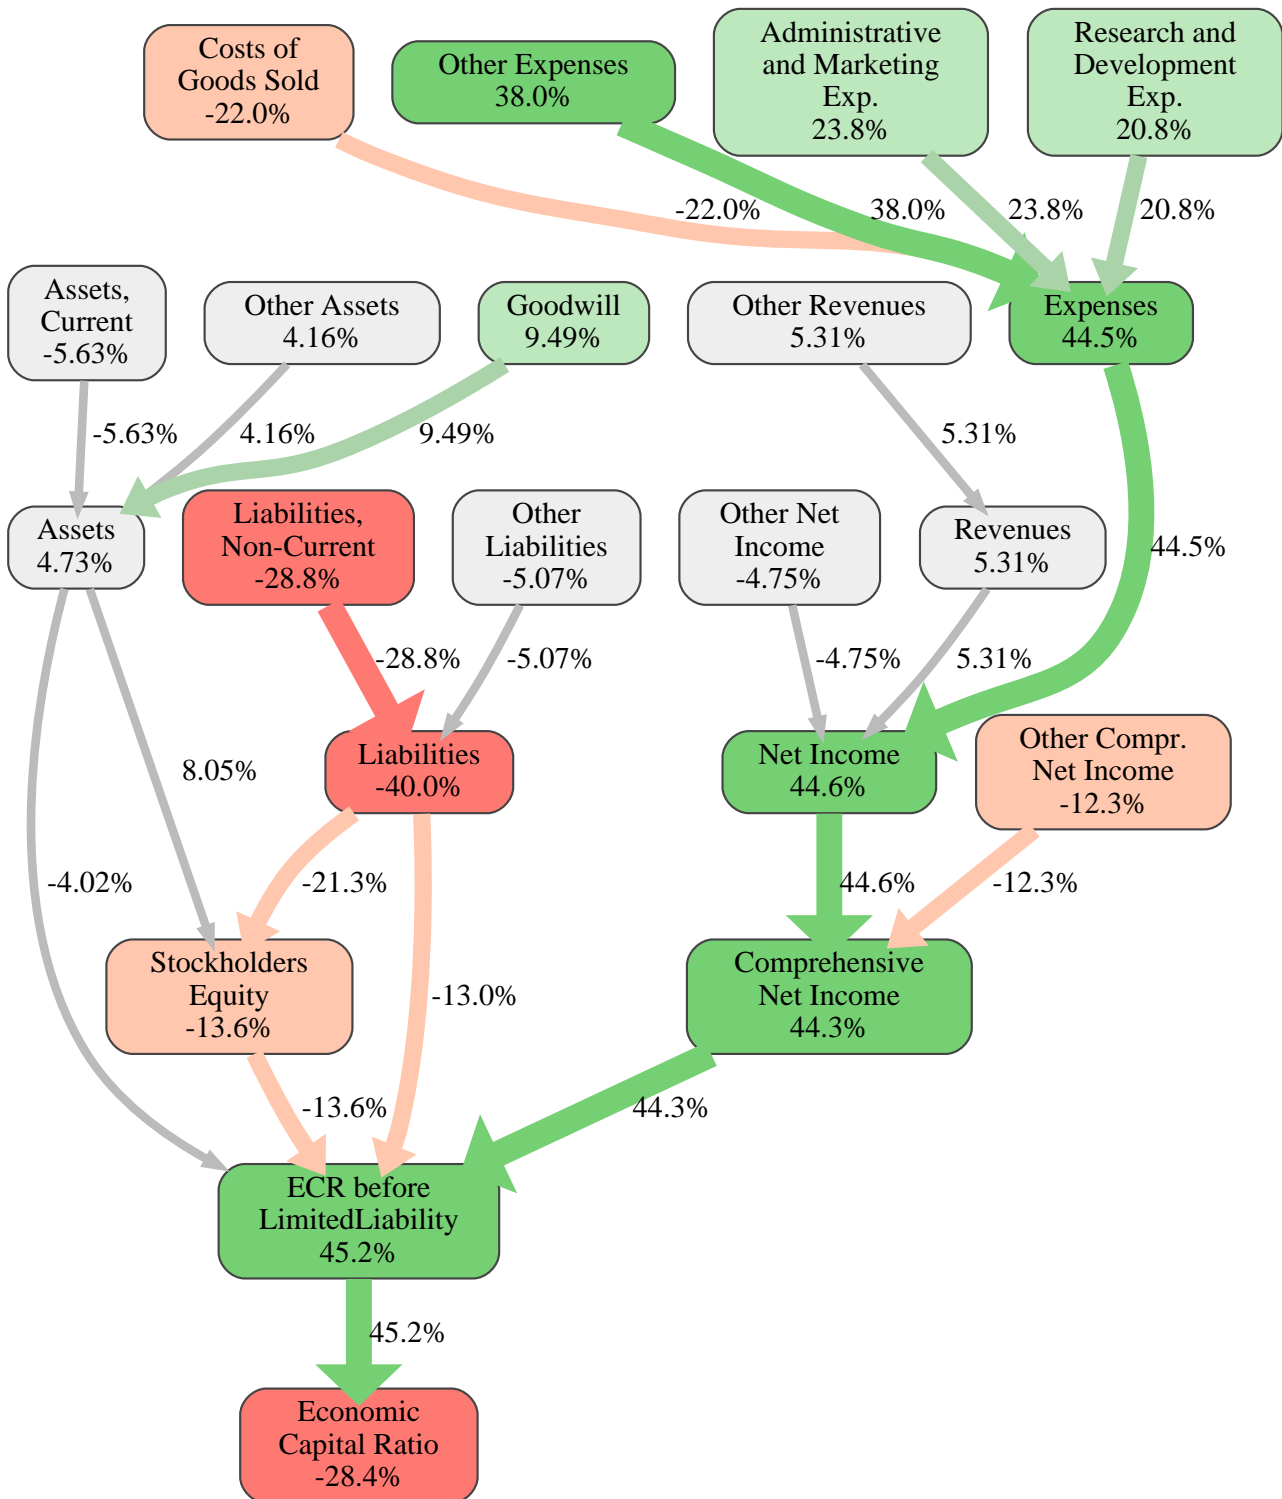 Costs of
Goods Sold
-22.0%
Other Expenses
38.0%
Administrative
and Marketing
Exp.
23.8%
Research and
Development
Exp.
20.8%
-22.0%
38.0%
23.8%
20.8%
Assets,
Current
-5.63%
Other Assets
4.16%
Goodwill
9.49%
Other Revenues
5.31%
Expenses
44.5%
-5.63%
4.16%
9.49%
5.31%
Assets
4.73%
Liabilities,
Non-Current
-28.8%
Other
Liabilities
-5.07%
Other Net
Income
-4.75%
Revenues
5.31%
44.5%
-28.8%
-5.07%
-4.75%
5.31%
8.05%
Liabilities
-40.0%
Net Income
44.6%
Other Compr.
Net Income
-12.3%
-4.02%
-21.3%
44.6%
-12.3%
Stockholders
Equity
-13.6%
-13.0%
Comprehensive
Net Income
44.3%
-13.6%
44.3%
ECR before
LimitedLiability
45.2%
45.2%
Economic
Capital Ratio
-28.4%